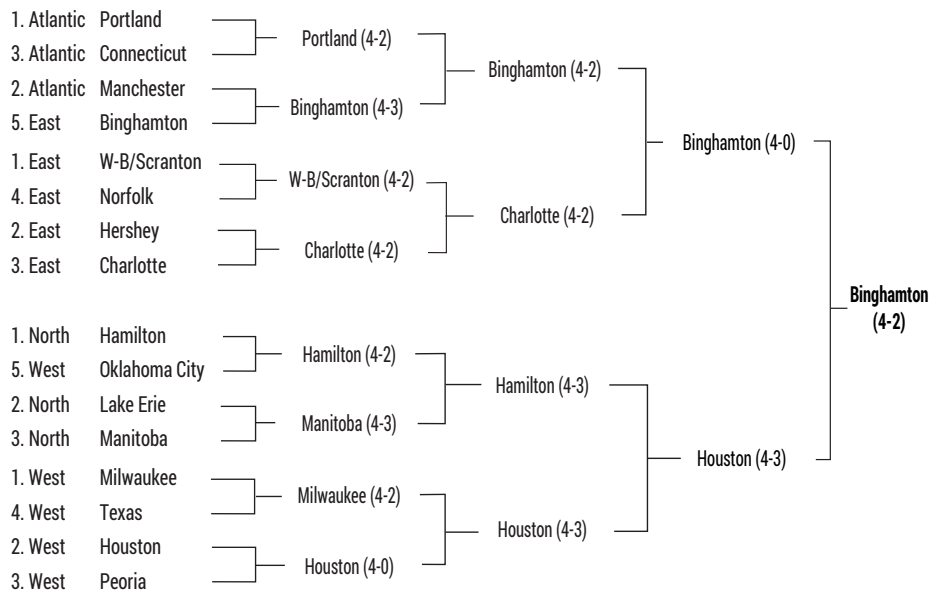 1. Atlantic Portland
3. Atlantic Connecticut
2. Atlantic Manchester
5. East Binghamton
1. East W-B/Scranton
4. East Norfolk
2. East Hershey
3. East Charlotte
1. North Hamilton
5. West Oklahoma City
2. North Lake Erie
3. North Manitoba
1. West Milwaukee
4. West Texas
2. West Houston
3. West Peoria
Portland (4-2)
Binghamton (4-3)
W-B/Scranton (4-2)
Charlotte (4-2)
Hamilton (4-2)
Manitoba (4-3)
Milwaukee (4-2)
Houston (4-0)
Binghamton (4-2)
Charlotte (4-2)
Hamilton (4-3)
Houston (4-3)
Binghamton (4-0)
Houston (4-3)
Binghamton
(4-2)